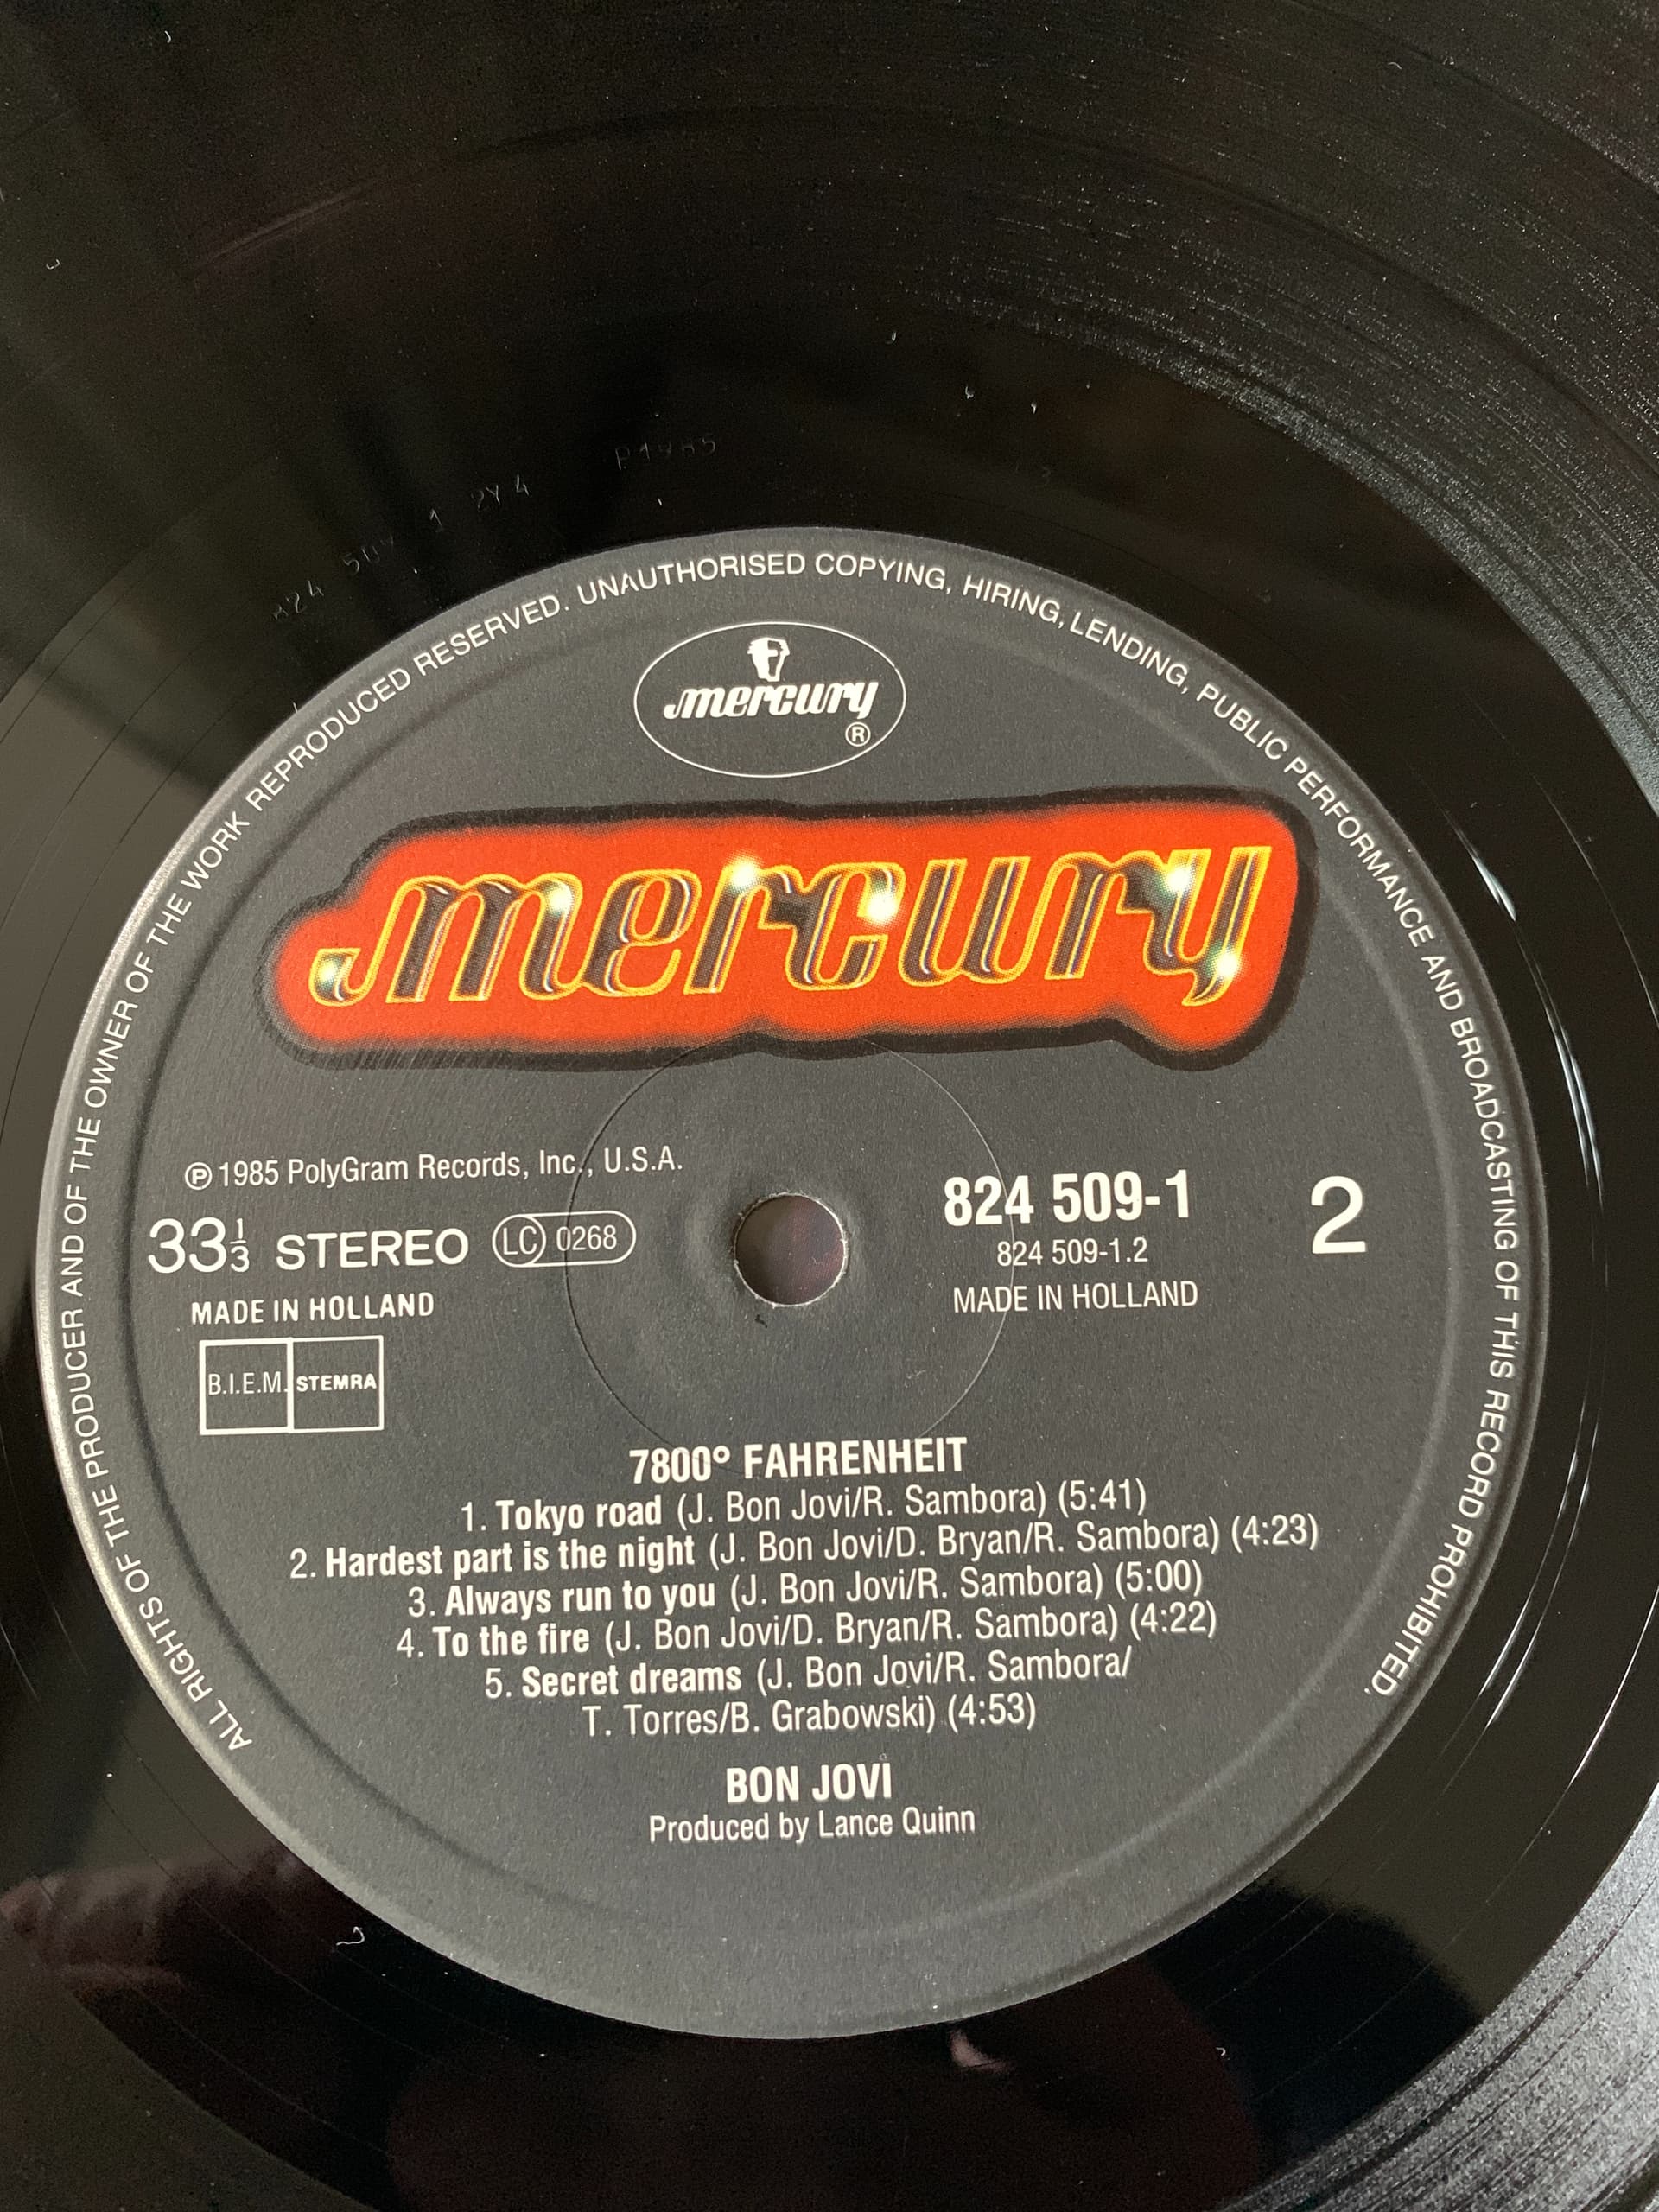 P1985
ALL RIGHTS OF THE PRODUCER AND OF THE OWNER OF THE WORK REPRODUCED RESERVED. UNAUTHORISED COPYING, HIRING, LENDING, PUBLIC PERFORMANCE AND BROADCASTING OF THIS RECORD PROHIBITED.
mercury
®
mercury
℗ 1985 PolyGram Records, Inc., U.S.A.
33 1/3 STEREO LC 0268
MADE IN HOLLAND
B.I.E.M. STEMRA
824 509-1
824 509-1.2
MADE IN HOLLAND
2
7800° FAHRENHEIT
1. Tokyo road (J. Bon Jovi/R. Sambora) (5:41)
2. Hardest part is the night (J. Bon Jovi/D. Bryan/R. Sambora) (4:23)
3. Always run to you (J. Bon Jovi/R. Sambora) (5:00)
4. To the fire (J. Bon Jovi/D. Bryan/R. Sambora) (4:22)
5. Secret dreams (J. Bon Jovi/R. Sambora/
T. Torres/B. Grabowski) (4:53)
BON JOVI
Produced by Lance Quinn